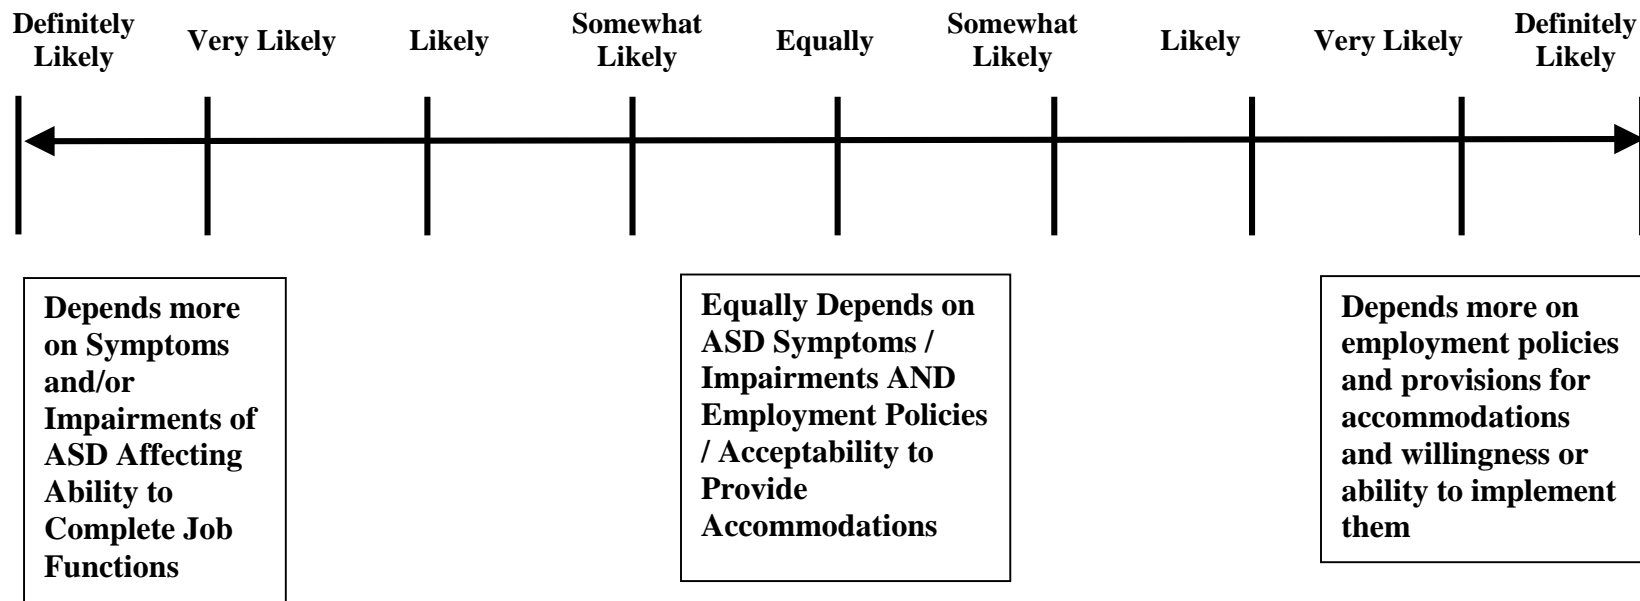 Definitely
Likely
Very Likely
Likely
Somewhat
Likely
Equally
Somewhat
Likely
Likely
Very Likely
Definitely
Likely
Depends more
on Symptoms
and/or
Impairments of
ASD Affecting
Ability to
Complete Job
Functions
Equally Depends on
ASD Symptoms /
Impairments AND
Employment Policies
/ Acceptability to
Provide
Accommodations
Depends more on
employment policies
and provisions for
accommodations
and willingness or
ability to implement
them